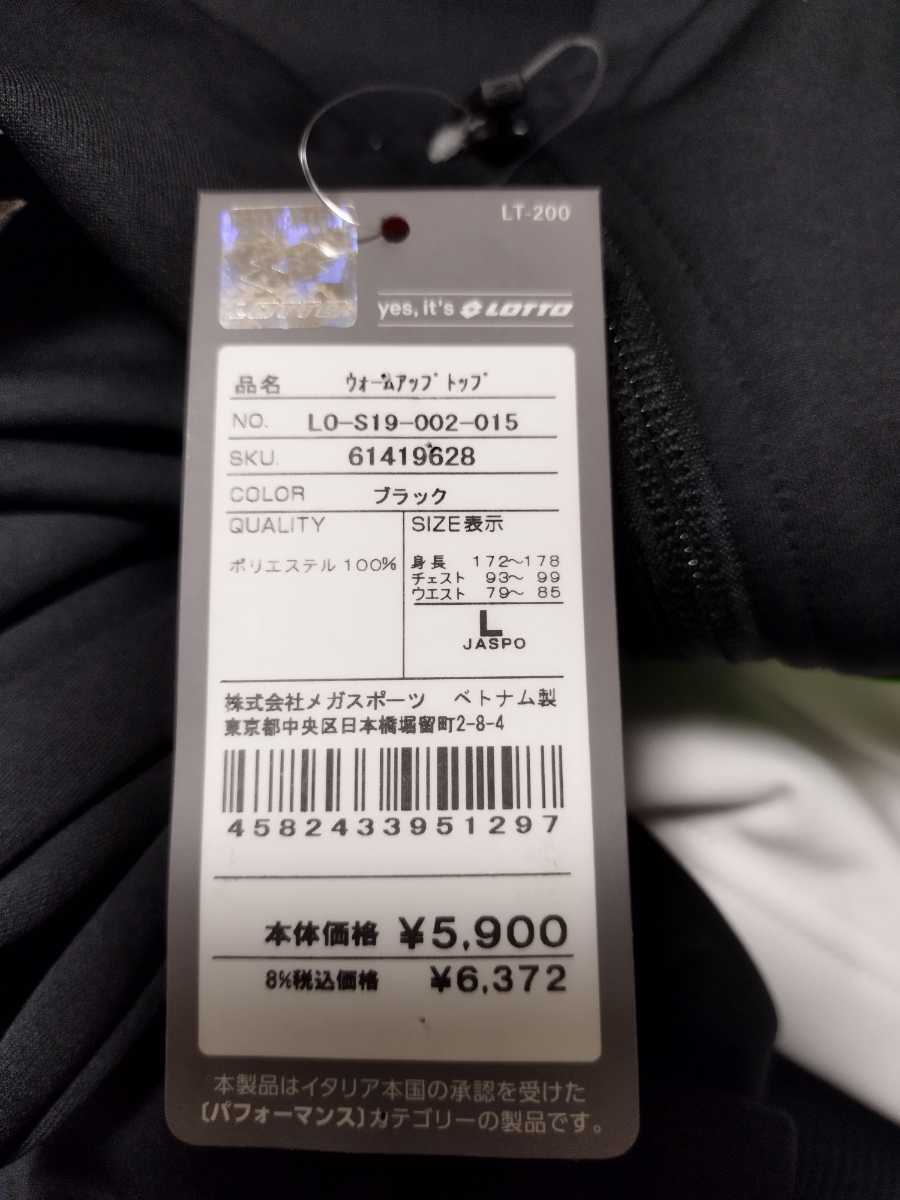 LT-200
LOTTO
yes, it's LOTTO
品名 ウォームアップトップ
NO. LO-S19-002-015
SKU. 61419628
COLOR ブラック
QUALITY
ポリエステル 100%
SIZE表示
身長 172〜178
チェスト 93〜 99
ウエスト 79〜 85
L
JASPO
株式会社メガスポーツ ベトナム製
東京都中央区日本橋堀留町2-8-4
4582433951297
本体価格 ¥5,900
8%税込価格 ¥6,372
本製品はイタリア本国の承認を受けた
〔パフォーマンス〕カテゴリーの製品です。